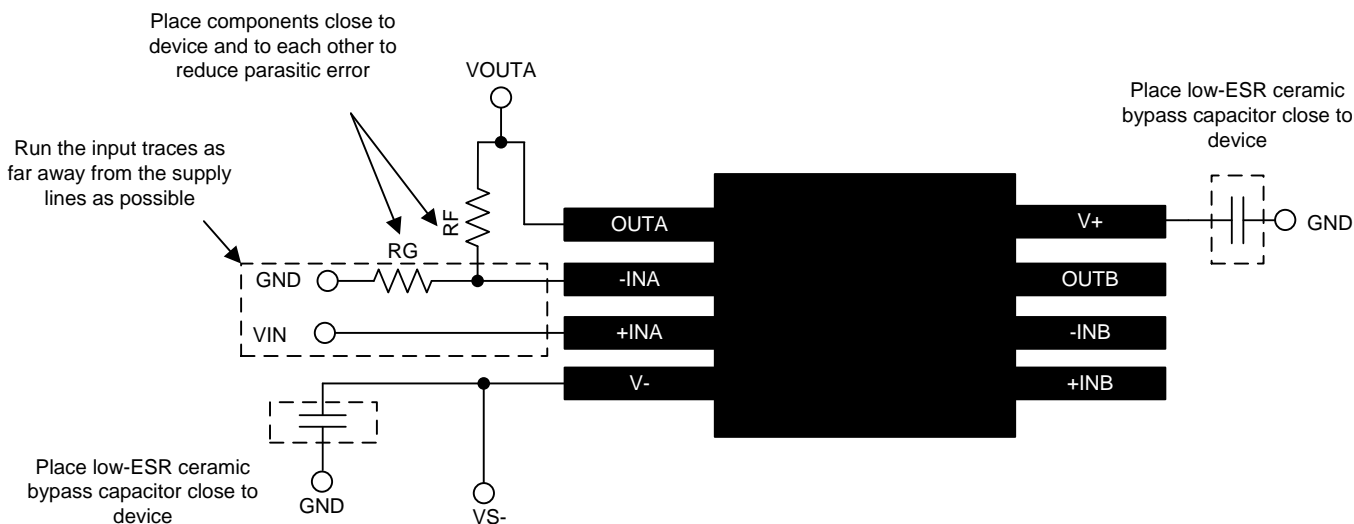 Place components close to
device and to each other to
reduce parasitic error
VOUTA
Place low-ESR ceramic
bypass capacitor close to
device
Run the input traces as
far away from the supply
lines as possible
RF
RG
OUTA
V+
GND
GND
-INA
OUTB
VIN
+INA
-INB
V-
+INB
Place low-ESR ceramic
bypass capacitor close to
device
GND
VS-